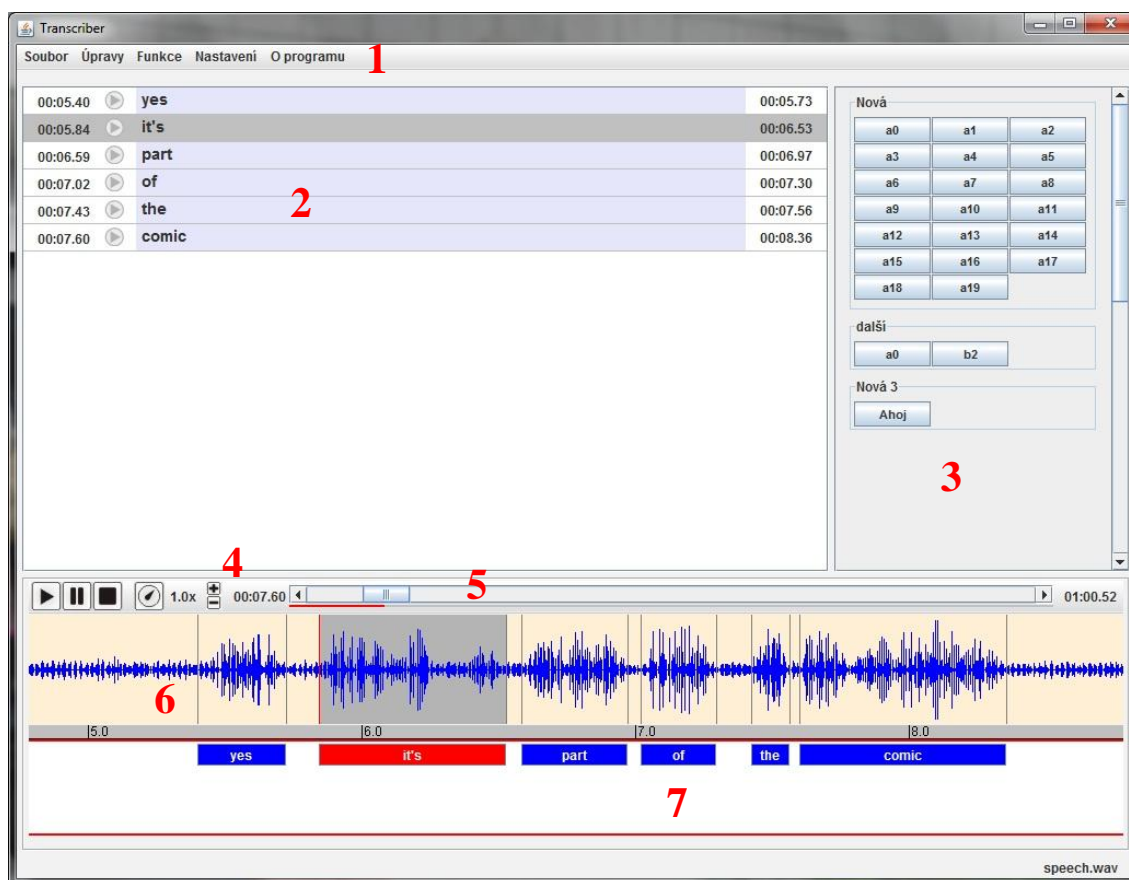 Transcriber
Soubor Úpravy Funkce Nastavení O programu
1
00:05.40 yes 00:05.73
00:05.84 it's 00:06.53
00:06.59 part 00:06.97
00:07.02 of 00:07.30
00:07.43 the 00:07.56
00:07.60 comic 00:08.36
2
Nová
a0 a1 a2
a3 a4 a5
a6 a7 a8
a9 a10 a11
a12 a13 a14
a15 a16 a17
a18 a19
další
a0 b2
Nová 3
Ahoj
3
4
5
1.0x 00:07.60 01:00.52
6
5.0 6.0 7.0 8.0
yes it's part of the comic
7
speech.wav